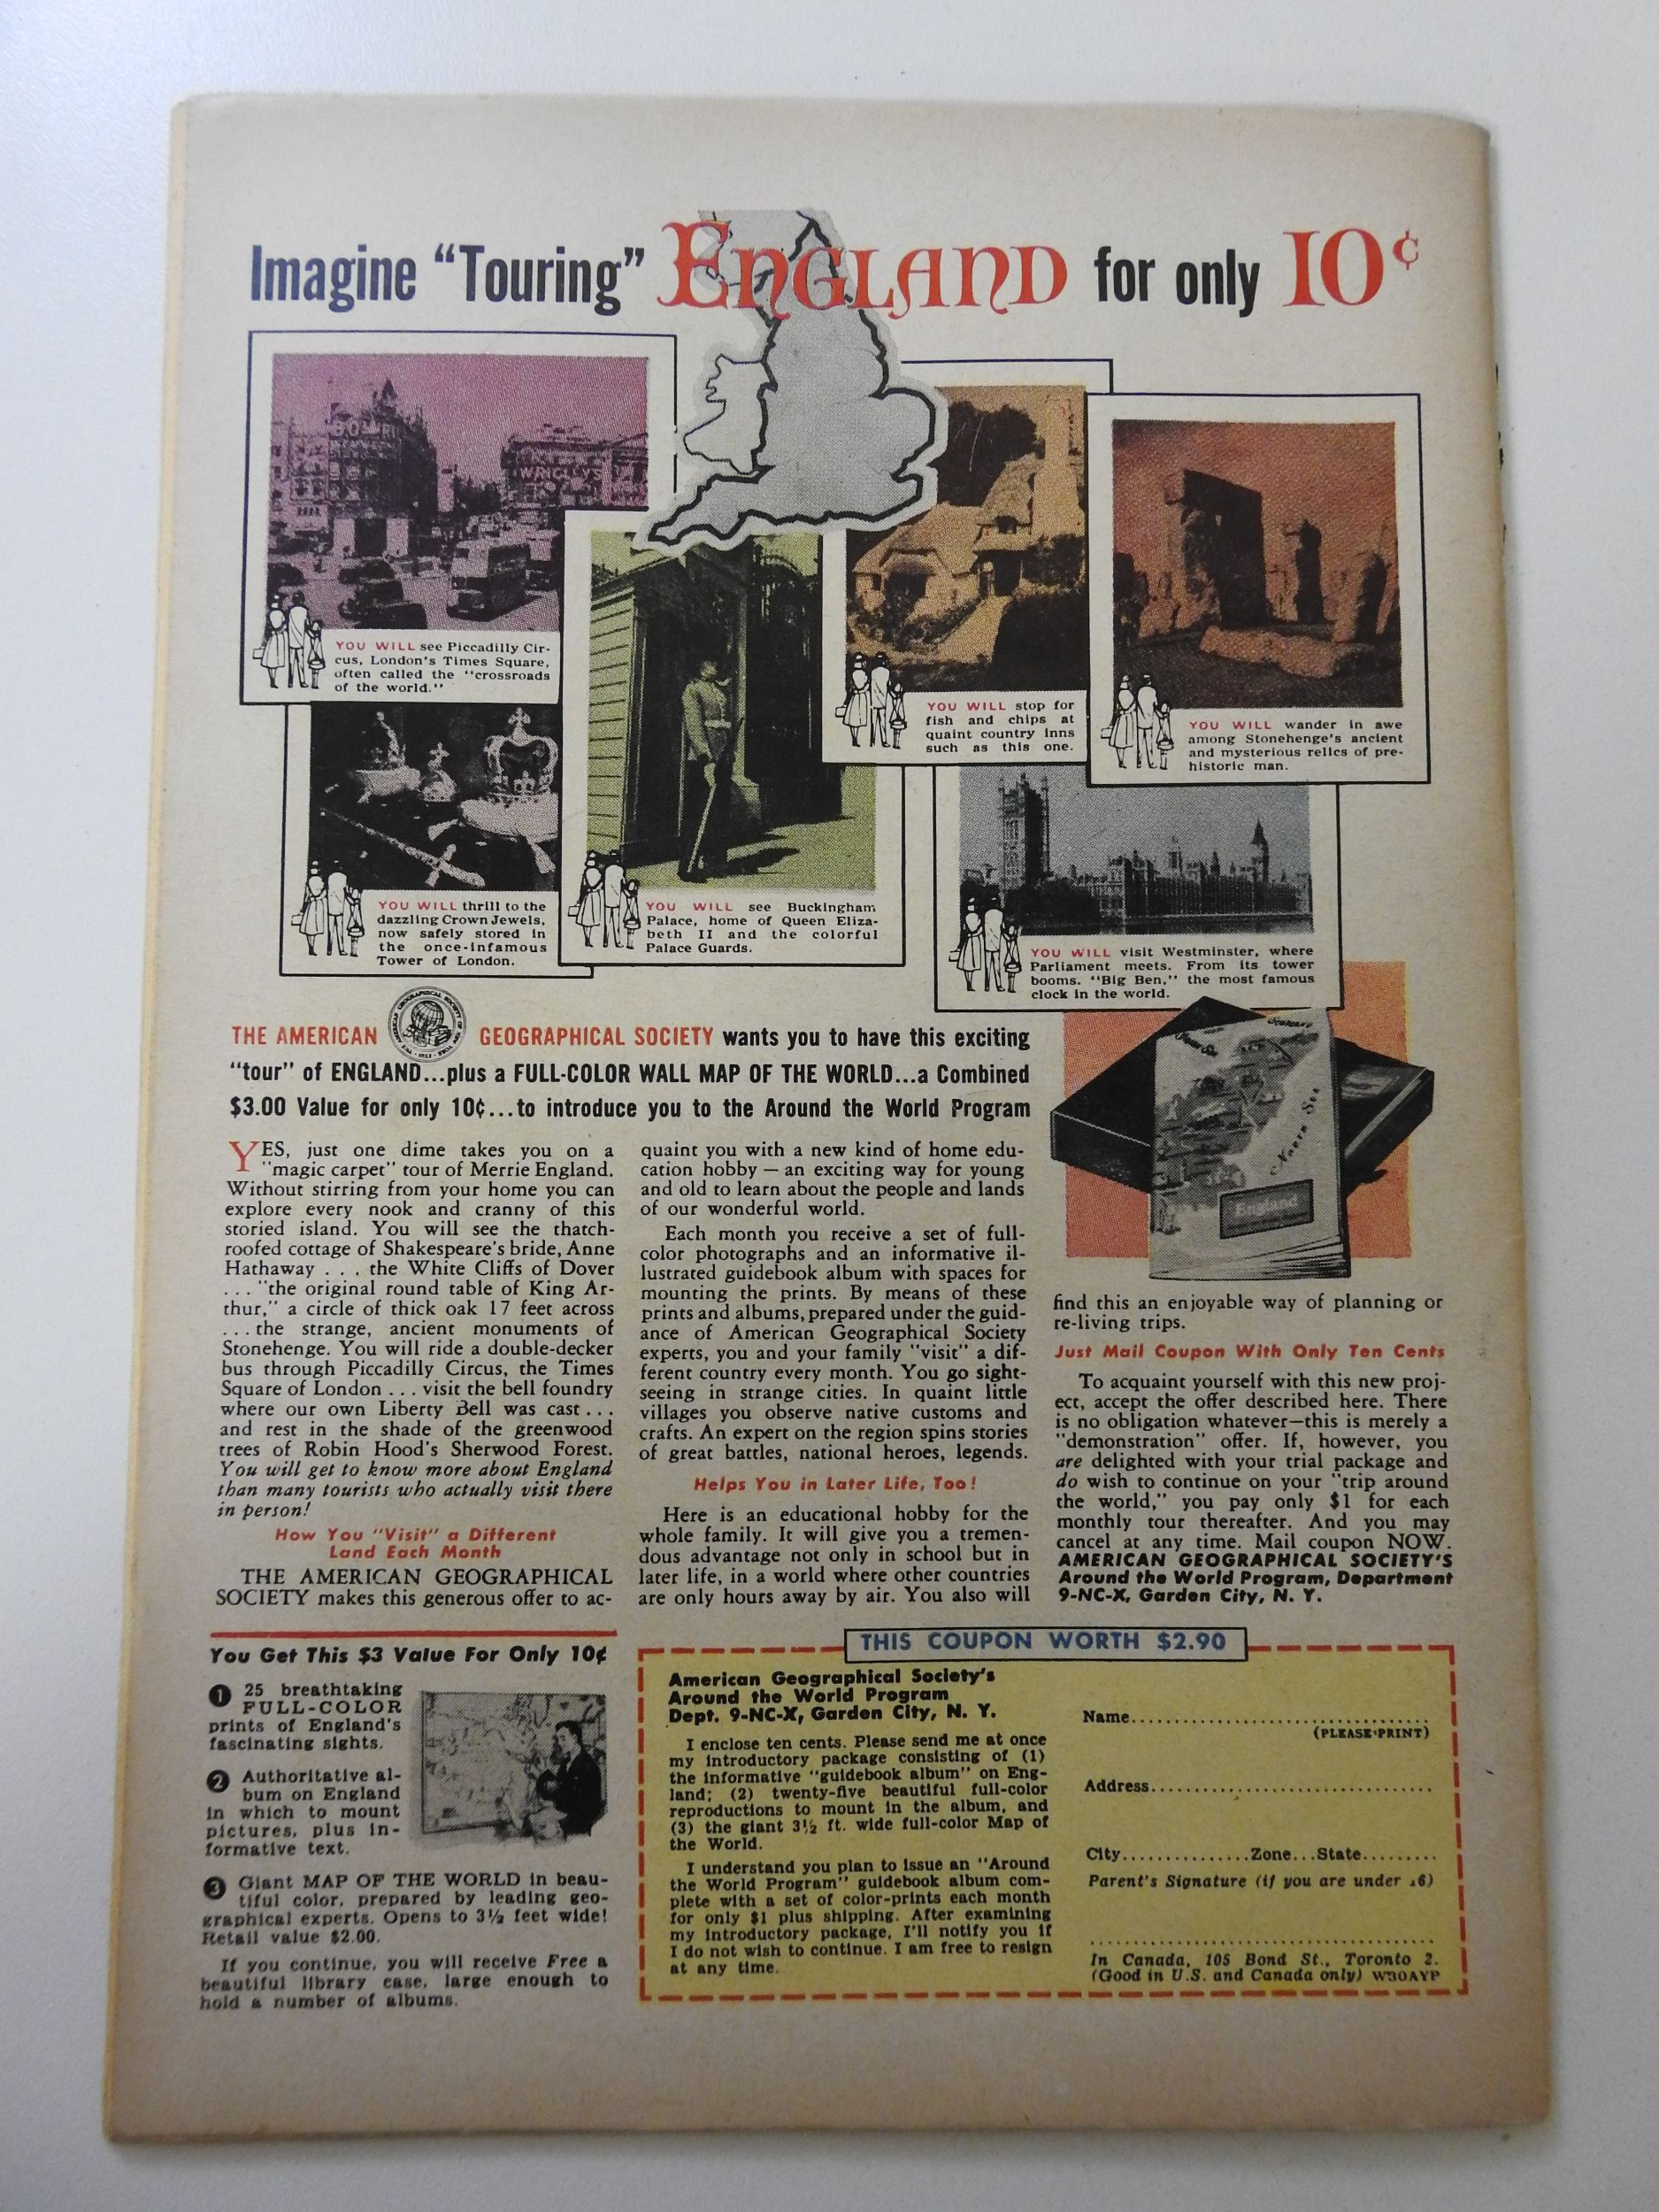 Imagine "Touring" ENGLAND for only 10¢
WRIGLEY'S
YOU WILL see Piccadilly Cir-
cus, London's Times Square,
often called the "crossroads
of the world."
YOU WILL stop for
fish and chips at
quaint country inns
such as this one.
YOU WILL wander in awe
among Stonehenge's ancient
and mysterious relics of pre-
historic man.
YOU WILL thrill to the
dazzling Crown Jewels,
now safely stored in
the once-infamous
Tower of London.
YOU WILL see Buckingham
Palace, home of Queen Eliza-
beth II and the colorful
Palace Guards.
YOU WILL visit Westminster, where
Parliament meets. From its tower
booms. "Big Ben," the most famous
clock in the world.
THE AMERICAN GEOGRAPHICAL SOCIETY wants you to have this exciting
"tour" of ENGLAND...plus a FULL-COLOR WALL MAP OF THE WORLD...a Combined
$3.00 Value for only 10¢...to introduce you to the Around the World Program
YES, just one dime takes you on a
"magic carpet" tour of Merrie England.
Without stirring from your home you can
explore every nook and cranny of this
storied island. You will see the thatch-
roofed cottage of Shakespeare's bride, Anne
Hathaway . . . the White Cliffs of Dover
. . . "the original round table of King Ar-
thur," a circle of thick oak 17 feet across
. . . the strange, ancient monuments of
Stonehenge. You will ride a double-decker
bus through Piccadilly Circus, the Times
Square of London . . . visit the bell foundry
where our own Liberty Bell was cast . . .
and rest in the shade of the greenwood
trees of Robin Hood's Sherwood Forest.
You will get to know more about England
than many tourists who actually visit there
in person!
How You "Visit" a Different
Land Each Month
THE AMERICAN GEOGRAPHICAL
SOCIETY makes this generous offer to ac-
quaint you with a new kind of home edu-
cation hobby — an exciting way for young
and old to learn about the people and lands
of our wonderful world.
Each month you receive a set of full-
color photographs and an informative il-
lustrated guidebook album with spaces for
mounting the prints. By means of these
prints and albums, prepared under the guid-
ance of American Geographical Society
experts, you and your family "visit" a dif-
ferent country every month. You go sight-
seeing in strange cities. In quaint little
villages you observe native customs and
crafts. An expert on the region spins stories
of great battles, national heroes, legends.
Helps You in Later Life, Too!
Here is an educational hobby for the
whole family. It will give you a tremen-
dous advantage not only in school but in
later life, in a world where other countries
are only hours away by air. You also will
North Sea
England
find this an enjoyable way of planning or
re-living trips.
Just Mail Coupon With Only Ten Cents
To acquaint yourself with this new proj-
ect, accept the offer described here. There
is no obligation whatever—this is merely a
"demonstration" offer. If, however, you
are delighted with your trial package and
do wish to continue on your "trip around
the world," you pay only $1 for each
monthly tour thereafter. And you may
cancel at any time. Mail coupon NOW.
AMERICAN GEOGRAPHICAL SOCIETY'S
Around the World Program, Department
9-NC-X, Garden City, N. Y.
You Get This $3 Value For Only 10¢
1 25 breathtaking
FULL-COLOR
prints of England's
fascinating sights.
2 Authoritative al-
bum on England
in which to mount
pictures, plus in-
formative text.
3 Giant MAP OF THE WORLD in beau-
tiful color, prepared by leading geo-
graphical experts. Opens to 3½ feet wide!
Retail value $2.00.
If you continue, you will receive Free a
beautiful library case, large enough to
hold a number of albums.
THIS COUPON WORTH $2.90
American Geographical Society's
Around the World Program
Dept. 9-NC-X, Garden City, N. Y.
I enclose ten cents. Please send me at once
my introductory package consisting of (1)
the informative "guidebook album" on Eng-
land; (2) twenty-five beautiful full-color
reproductions to mount in the album, and
(3) the giant 3½ ft. wide full-color Map of
the World.
I understand you plan to issue an "Around
the World Program" guidebook album com-
plete with a set of color-prints each month
for only $1 plus shipping. After examining
my introductory package, I'll notify you if
I do not wish to continue. I am free to resign
at any time.
Name
(PLEASE PRINT)
Address
City Zone State
Parent's Signature (if you are under 16)
In Canada, 105 Bond St., Toronto 2.
(Good in U.S. and Canada only) W30AYP